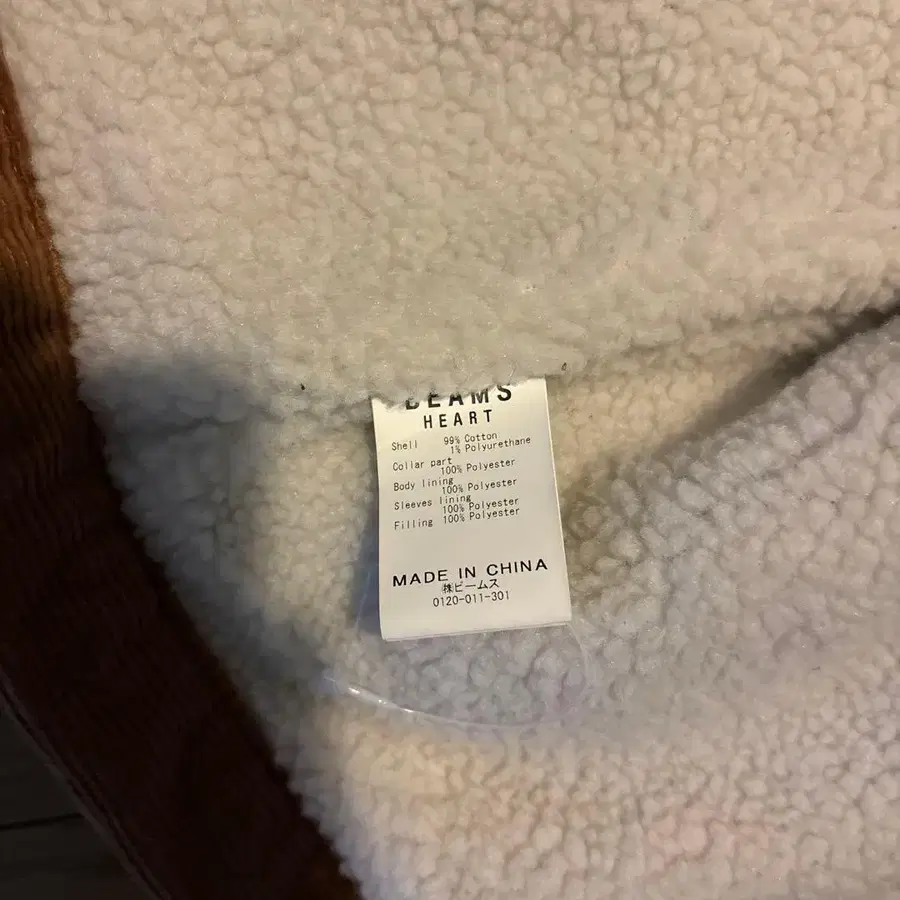 BEAMS
HEART
Shell 99% Cotton
1% Polyurethane
Collar part
100% Polyester
Body lining
100% Polyester
Sleeves lining
100% Polyester
Filling 100% Polyester
MADE IN CHINA
㈱ビームス
0120-011-301